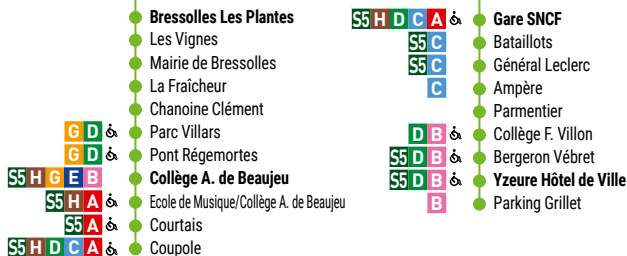 Bressolles Les Plantes
Les Vignes
Mairie de Bressolles
La Fraîcheur
Chanoine Clément
G D Parc Villars
G D Pont Régemortes
S5 H G E B Collège A. de Beaujeu
S5 H A Ecole de Musique/Collège A. de Beaujeu
S5 A Courtais
S5 H D C A Coupole
S5 H D C A Gare SNCF
S5 C Bataillots
S5 C Général Leclerc
C Ampère
Parmentier
D B Collège F. Villon
S5 D B Bergeron Vébret
S5 D B Yzeure Hôtel de Ville
B Parking Grillet